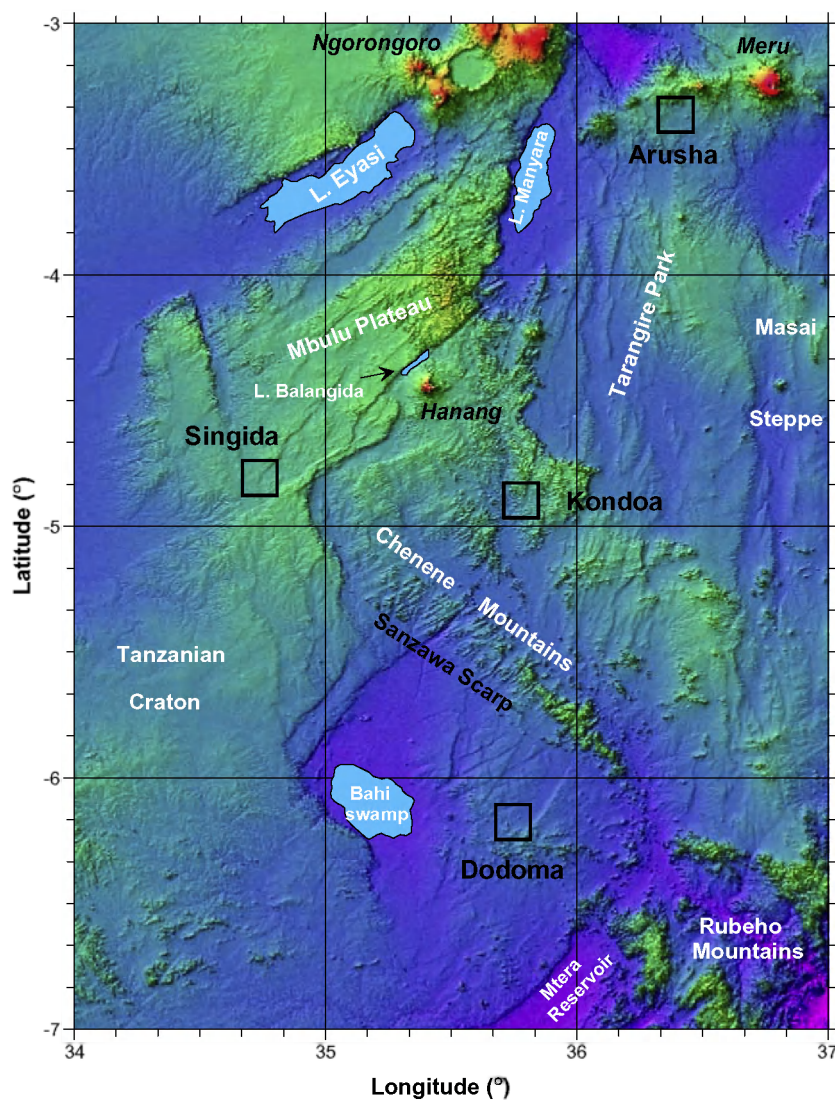 -3
Ngorongoro
Meru
Arusha
L. Eyasi
L. Manyara
-4
Tarangire Park
Mbulu Plateau
Masai
L. Balangida
Hanang
Steppe
Singida
Kondoa
Latitude (°)
-5
Chenene
Mountains
Sanzawa Scarp
Tanzanian
Craton
-6
Bahi
swamp
Dodoma
Rubeho
Mountains
Mtera
Reservoir
-7
34
35
36
37
Longitude (°)